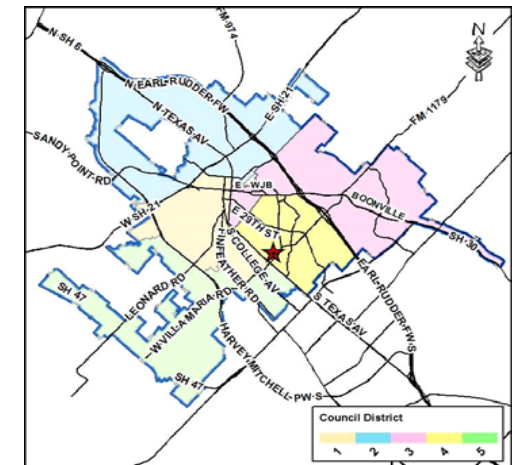 N-SH 6
FM-974
N
N-EARL-RUDDER-FW
N-TEXAS-AV
E-SH-21
FM-1179
SANDY-POINT-RD
E - WJB
BOONVILLE
E 29TH ST
W-SH-21
S-COLLEGE-AV
FINFEATHER-RD
SH-30
SH 47
LEONARD RD
W-VILLA MARIA RD
EARL-RUDDER-FW-S
S-TEXAS-AV
HARVEY-MITCHELL-PW-S
SH 47
Council District
1 2 3 4 5